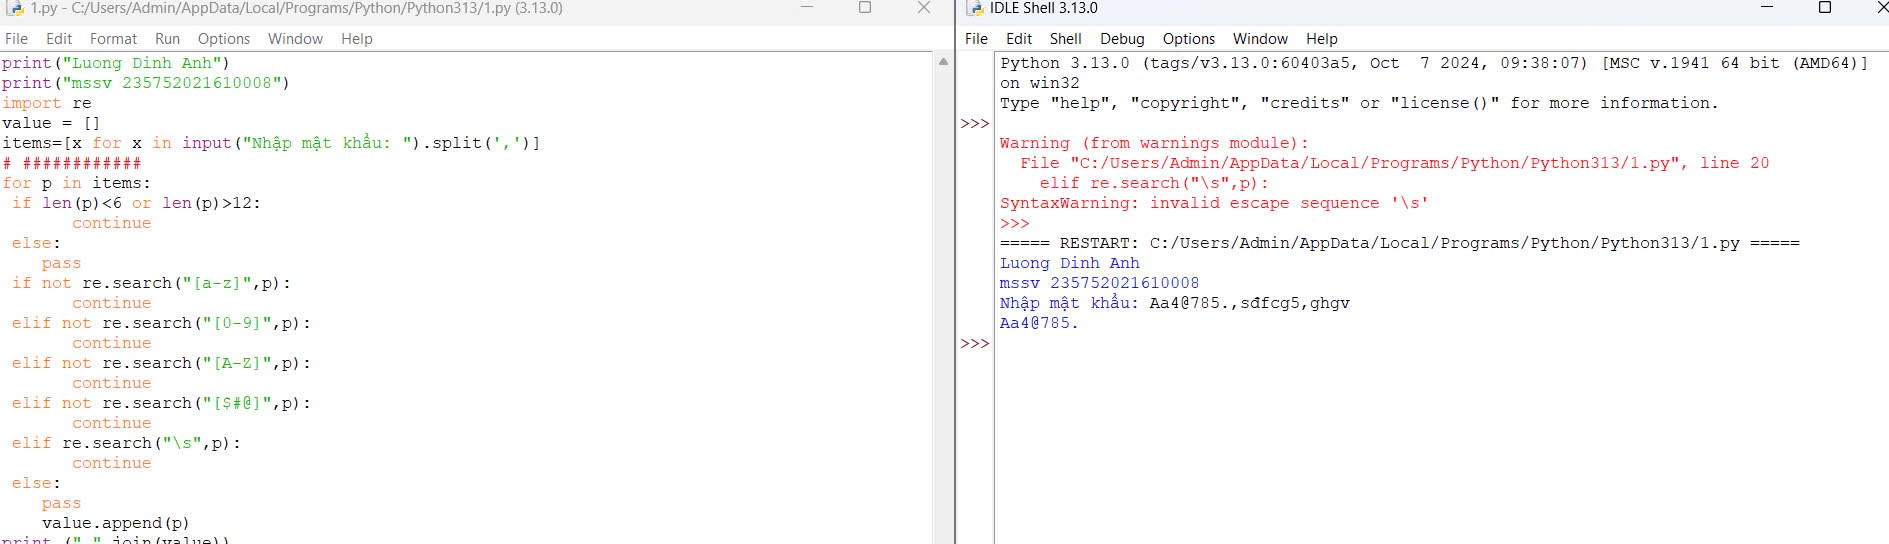 1.py - C:/Users/Admin/AppData/Local/Programs/Python/Python313/1.py (3.13.0)
File Edit Format Run Options Window Help
print("Luong Dinh Anh")
print("mssv 235752021610008")
import re
value = []
items=[x for x in input("Nhập mật khẩu: ").split(',')]
# ############
for p in items:
 if len(p)<6 or len(p)>12:
       continue
 else:
    pass
 if not re.search("[a-z]",p):
       continue
 elif not re.search("[0-9]",p):
       continue
 elif not re.search("[A-Z]",p):
       continue
 elif not re.search("[$#@]",p):
       continue
 elif re.search("\s",p):
       continue
 else:
    pass
    value.append(p)
print (" ".join(value))
IDLE Shell 3.13.0
File Edit Shell Debug Options Window Help
Python 3.13.0 (tags/v3.13.0:60403a5, Oct  7 2024, 09:38:07) [MSC v.1941 64 bit (AMD64)]
on win32
Type "help", "copyright", "credits" or "license()" for more information.
>>>
Warning (from warnings module):
  File "C:/Users/Admin/AppData/Local/Programs/Python/Python313/1.py", line 20
    elif re.search("\s",p):
SyntaxWarning: invalid escape sequence '\s'
>>>
===== RESTART: C:/Users/Admin/AppData/Local/Programs/Python/Python313/1.py =====
Luong Dinh Anh
mssv 235752021610008
Nhập mật khẩu: Aa4@785.,sđfcg5,ghgv
Aa4@785.
>>>